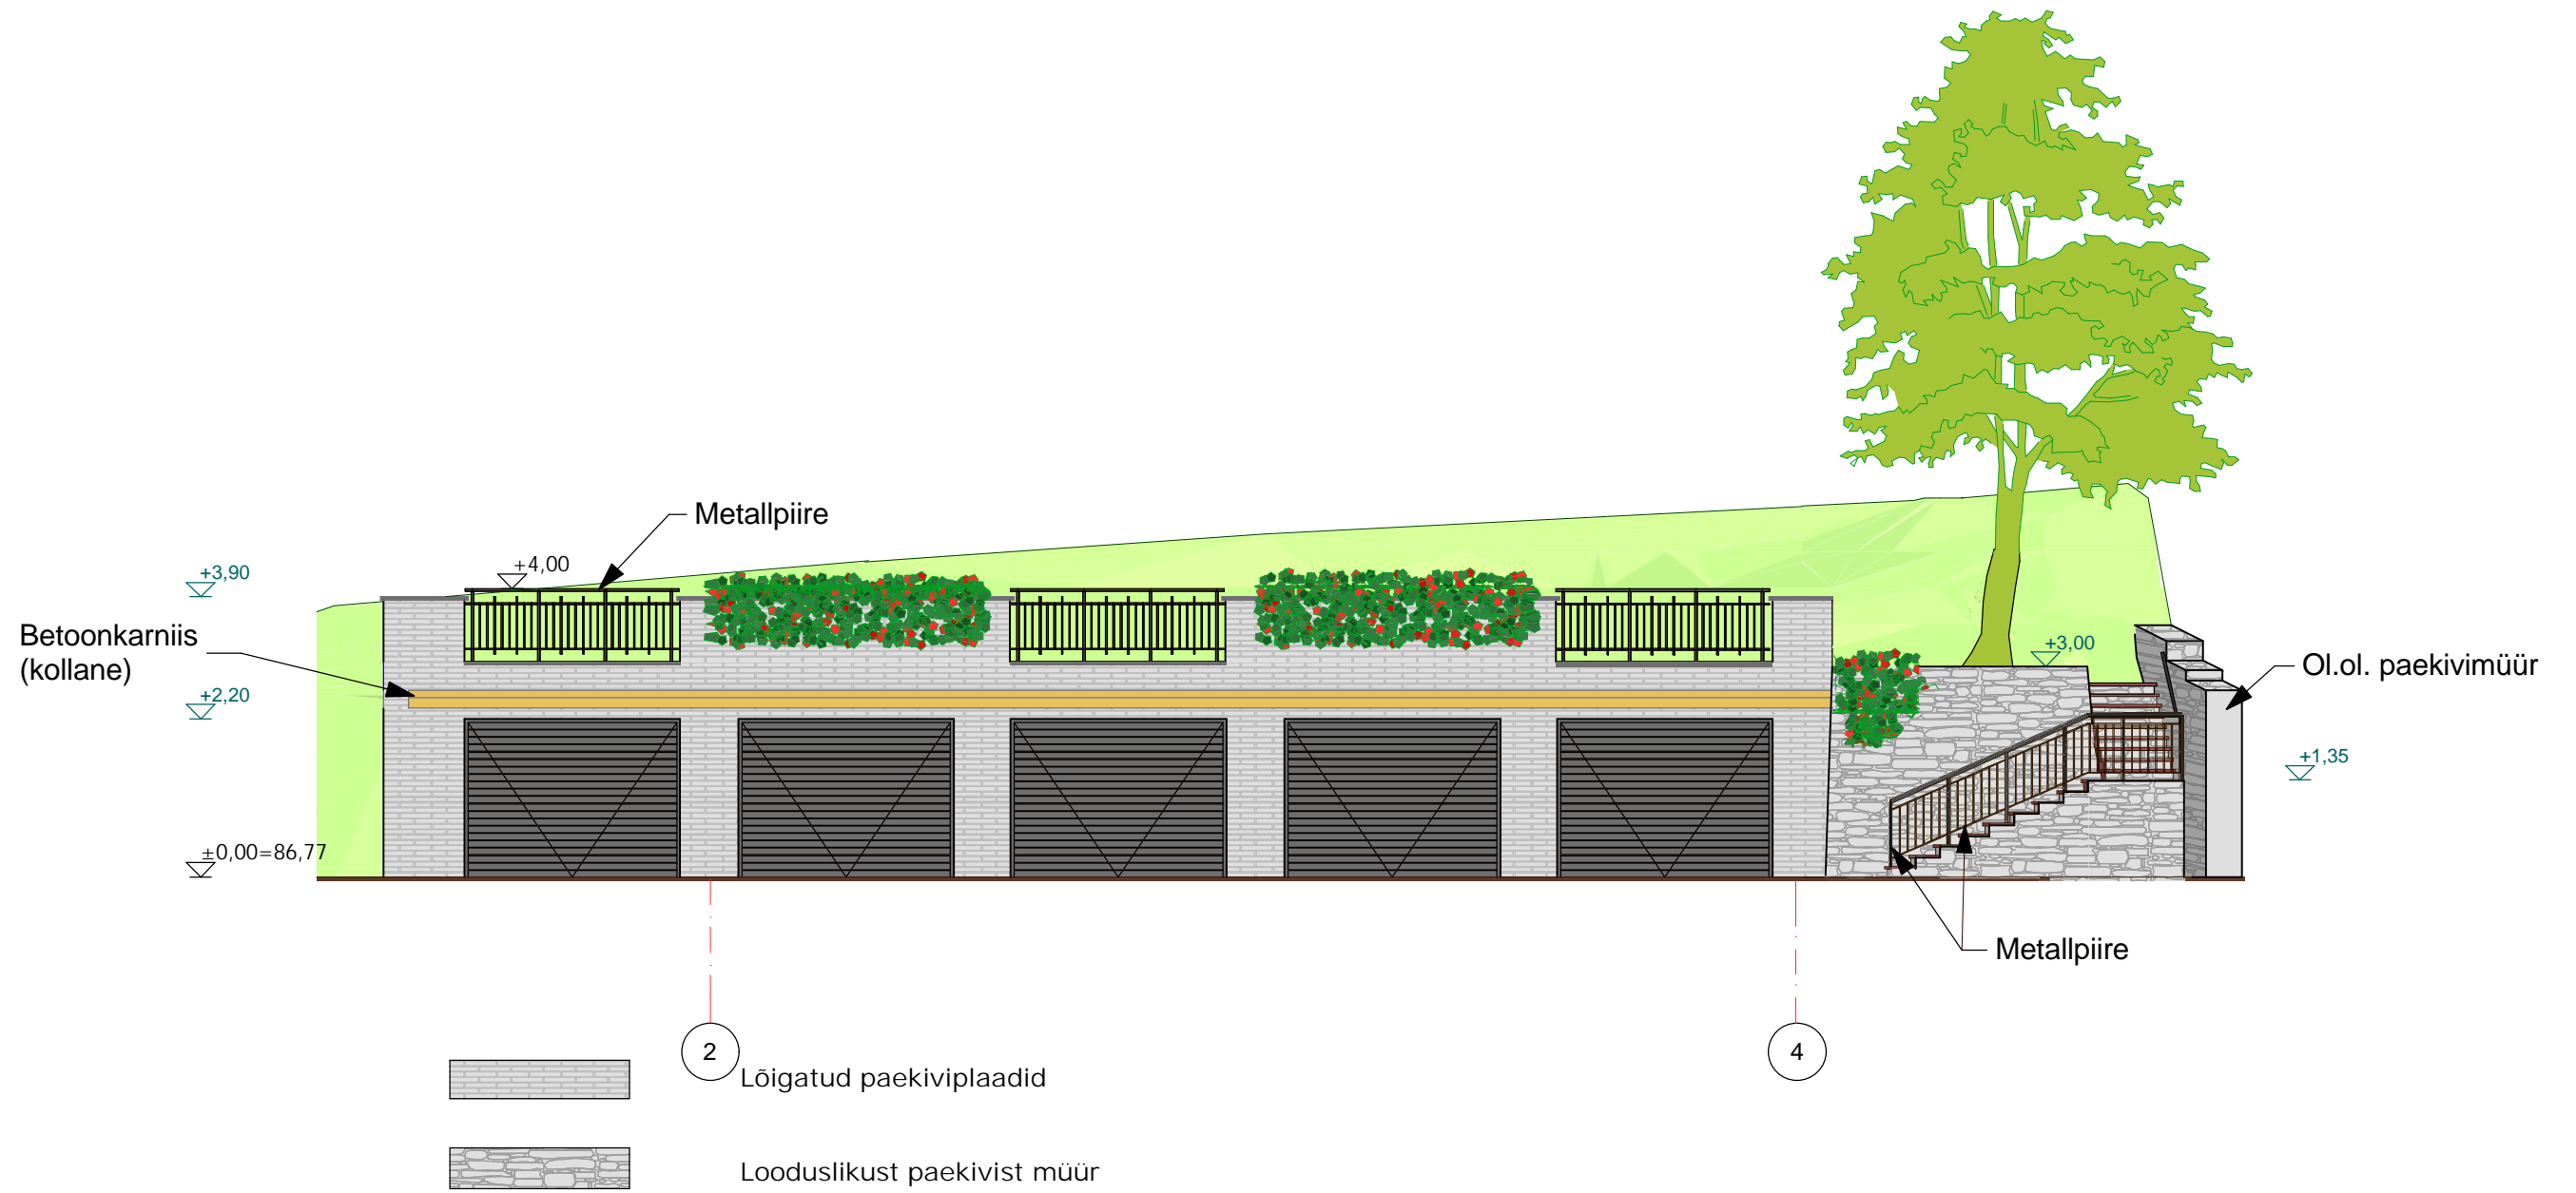 Metallpiire
+4,00
+3,90
Betoonkarniis
(kollane)
+2,20
+3,00
Ol.ol. paekivimüür
+1,35
±0,00=86,77
Metallpiire
2
4
Lõigatud paekiviplaadid
Looduslikust paekivist müür